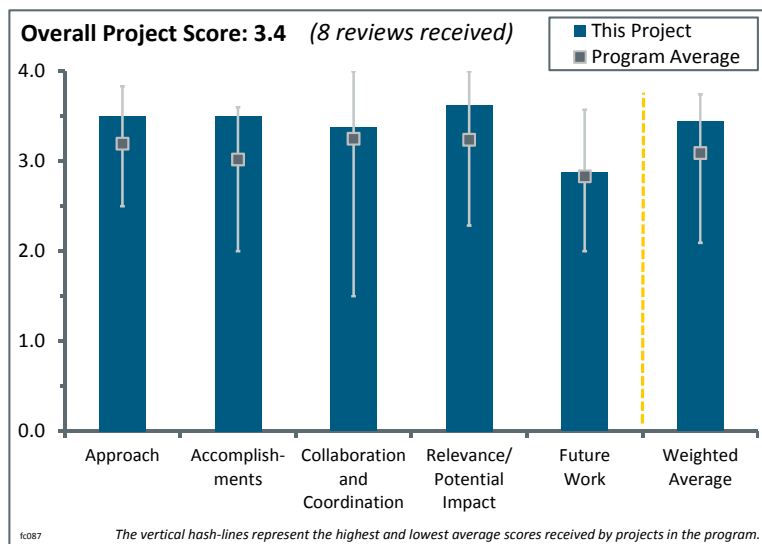 Overall Project Score: 3.4 (8 reviews received)
This Project
Program Average
4.0
3.0
2.0
1.0
0.0
Approach
Accomplish-
ments
Collaboration
and
Coordination
Relevance/
Potential
Impact
Future
Work
Weighted
Average
fc087
The vertical hash-lines represent the highest and lowest average scores received by projects in the program.